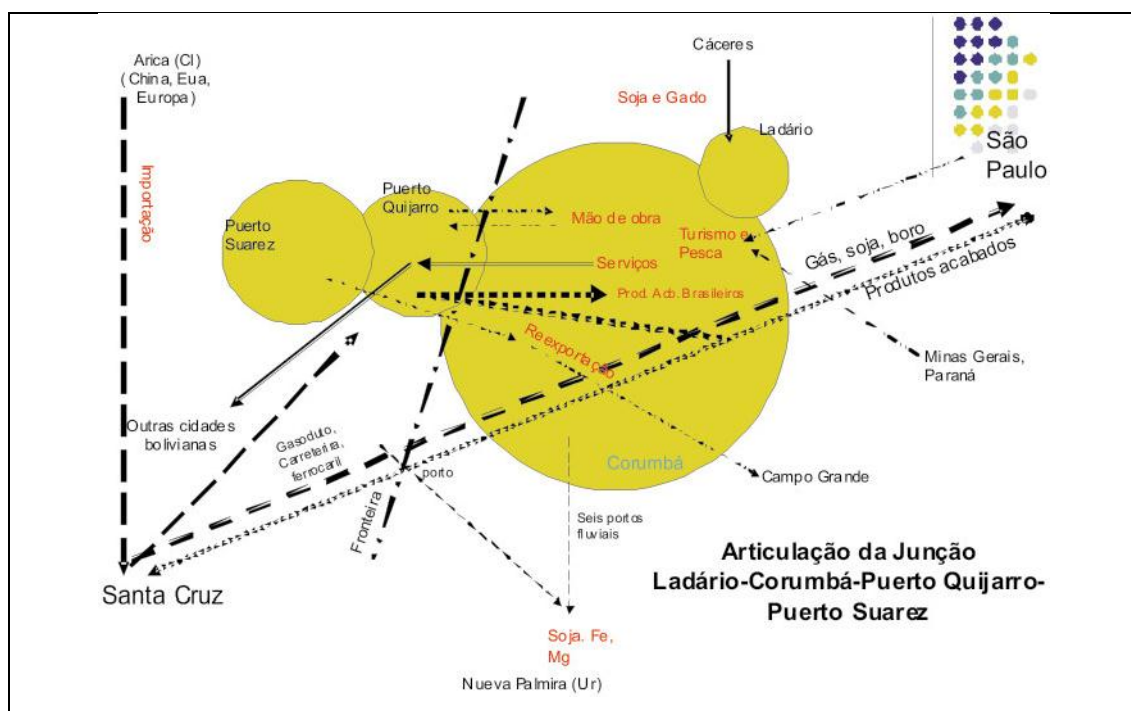 Arica (Cl)
( China, Eua,
Europa)
Importação
Cáceres
Soja e Gado
Ladário
São
Paulo
Puerto
Quijarro
Puerto
Suarez
Mão de obra
Turismo e
Pesca
Serviços
Prod. Acb. Brasileiros
Gás, soja, boro
Produtos acabados
Reexportação
Minas Gerais,
Paraná
Outras cidades
bolivianas
Gasoduto,
Carreteira,
ferrocaril
porto
Fronteira
Corumbá
Campo Grande
Seis portos
fluviais
Santa Cruz
Articulação da Junção
Ladário-Corumbá-Puerto Quijarro-
Puerto Suarez
Soja. Fe,
Mg
Nueva Palmira (Ur)